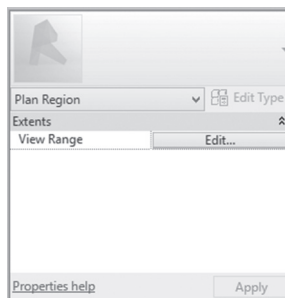 Plan Region
Edit Type
Extents
View Range
Edit...
Properties help
Apply